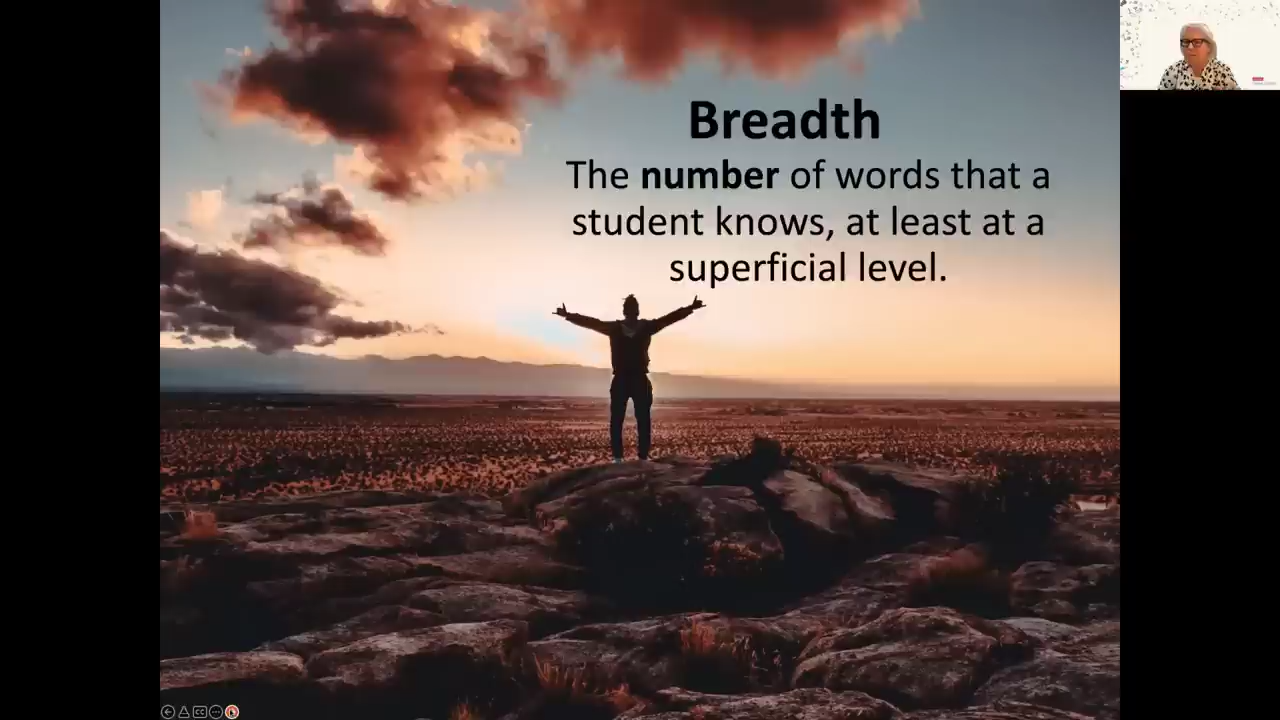 Breadth
The number of words that a
student knows, at least at a
superficial level.